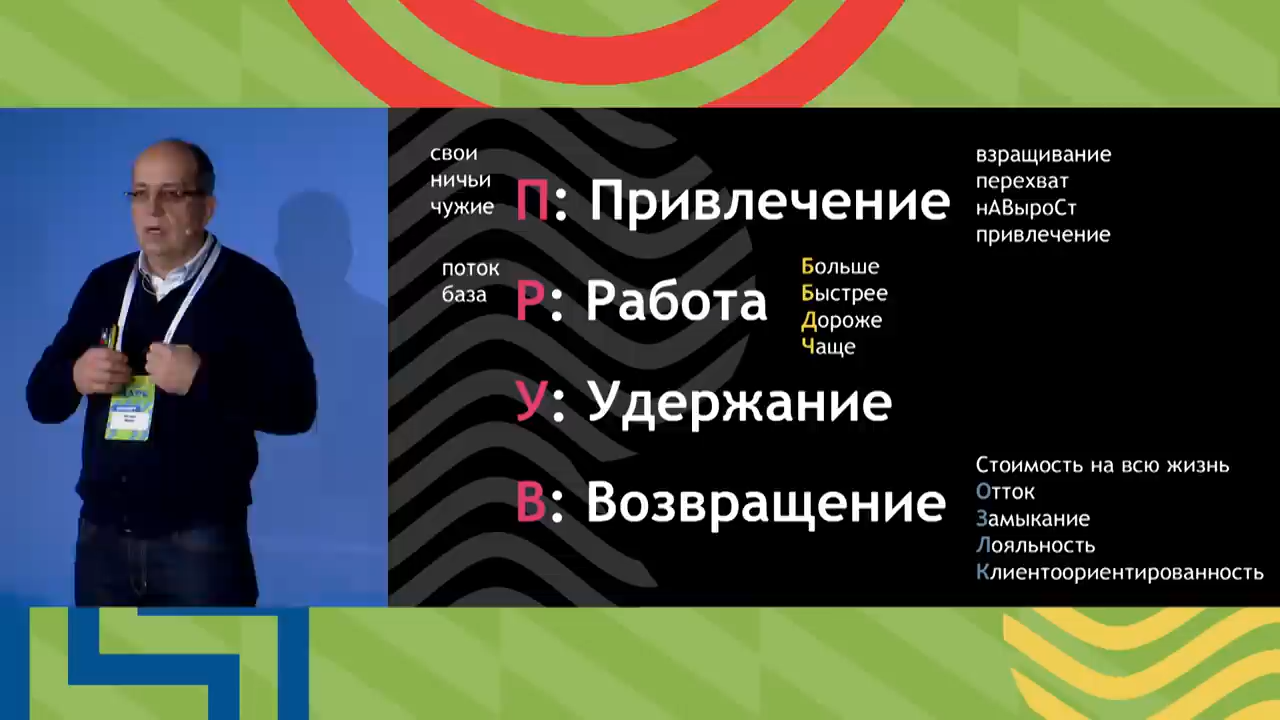 свои
ничьи
чужие
П: Привлечение
взращивание
перехват
нАВыроСт
привлечение
поток
база
Р: Работа
Больше
Быстрее
Дороже
Чаще
У: Удержание
В: Возвращение
Стоимость на всю жизнь
Отток
Замыкание
Лояльность
Клиентоориентированность